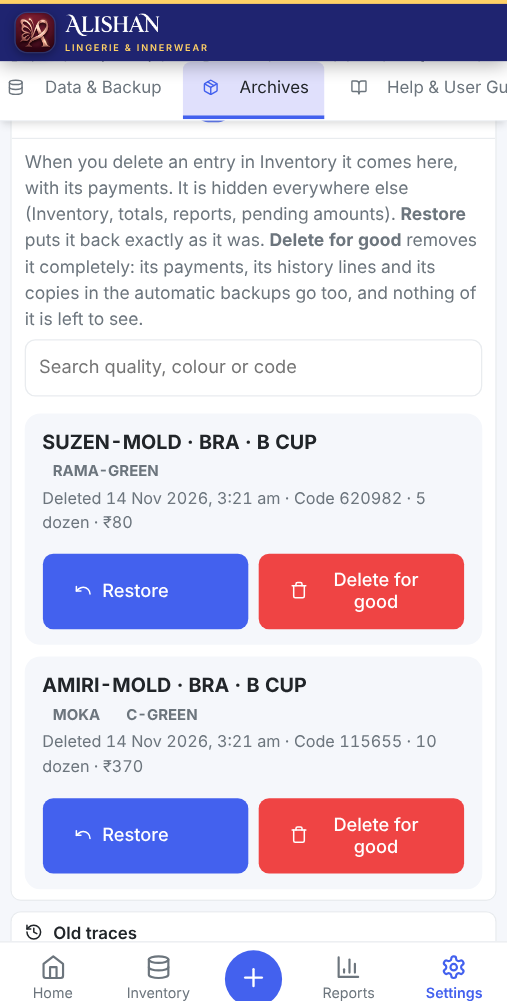 ALISHAN
LINGERIE & INNERWEAR
Data & Backup
Archives
Help & User Gu
When you delete an entry in Inventory it comes here,
with its payments. It is hidden everywhere else
(Inventory, totals, reports, pending amounts). Restore
puts it back exactly as it was. Delete for good removes
it completely: its payments, its history lines and its
copies in the automatic backups go too, and nothing of
it is left to see.
Search quality, colour or code
SUZEN-MOLD · BRA · B CUP
RAMA-GREEN
Deleted 14 Nov 2026, 3:21 am · Code 620982 · 5
dozen · ₹80
Restore
Delete for
good
AMIRI-MOLD · BRA · B CUP
MOKA C-GREEN
Deleted 14 Nov 2026, 3:21 am · Code 115655 · 10
dozen · ₹370
Restore
Delete for
good
Old traces
Home
Inventory
Reports
Settings